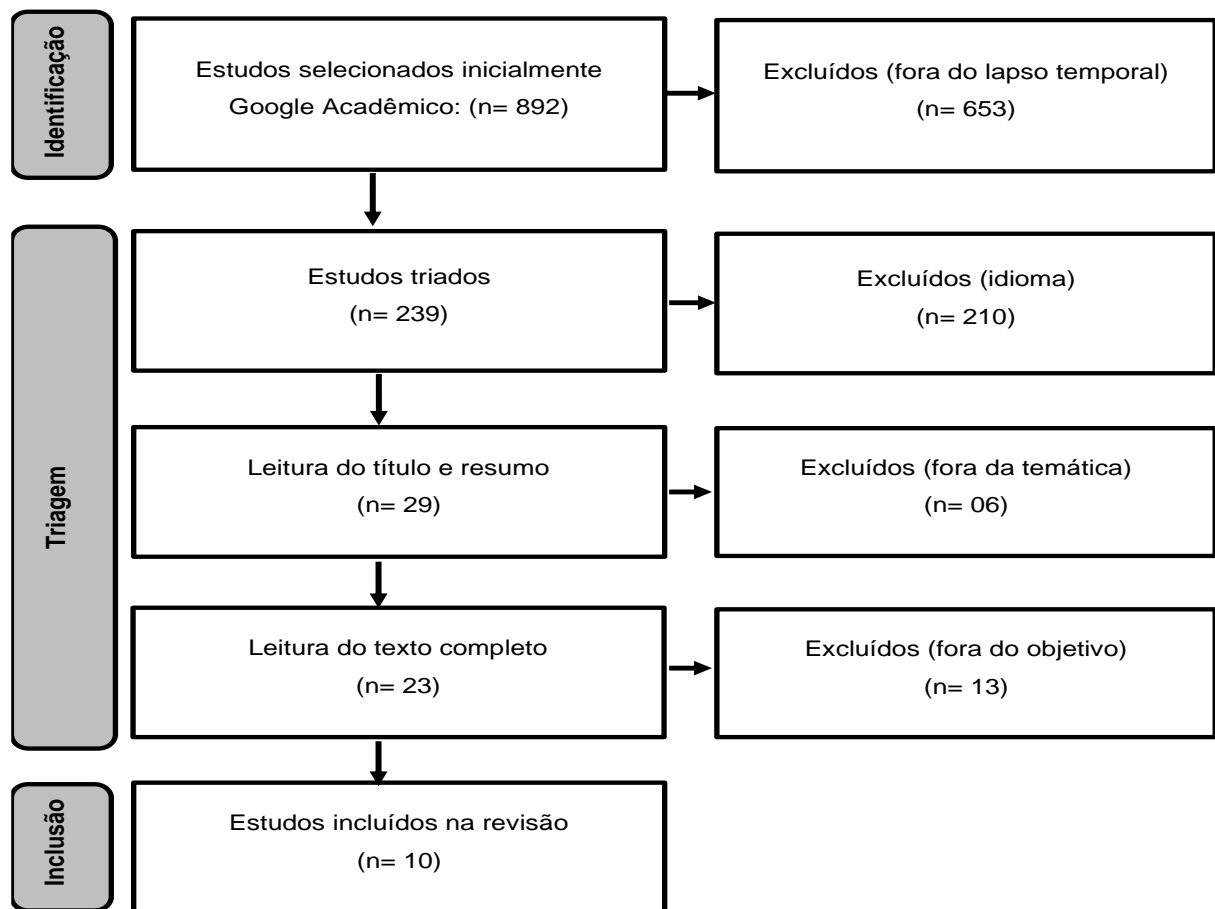 Identificação
Estudos selecionados inicialmente
Google Acadêmico: (n= 892)
Excluídos (fora do lapso temporal)
(n= 653)
Triagem
Estudos triados
(n= 239)
Excluídos (idioma)
(n= 210)
Leitura do título e resumo
(n= 29)
Excluídos (fora da temática)
(n= 06)
Leitura do texto completo
(n= 23)
Excluídos (fora do objetivo)
(n= 13)
Inclusão
Estudos incluídos na revisão
(n= 10)